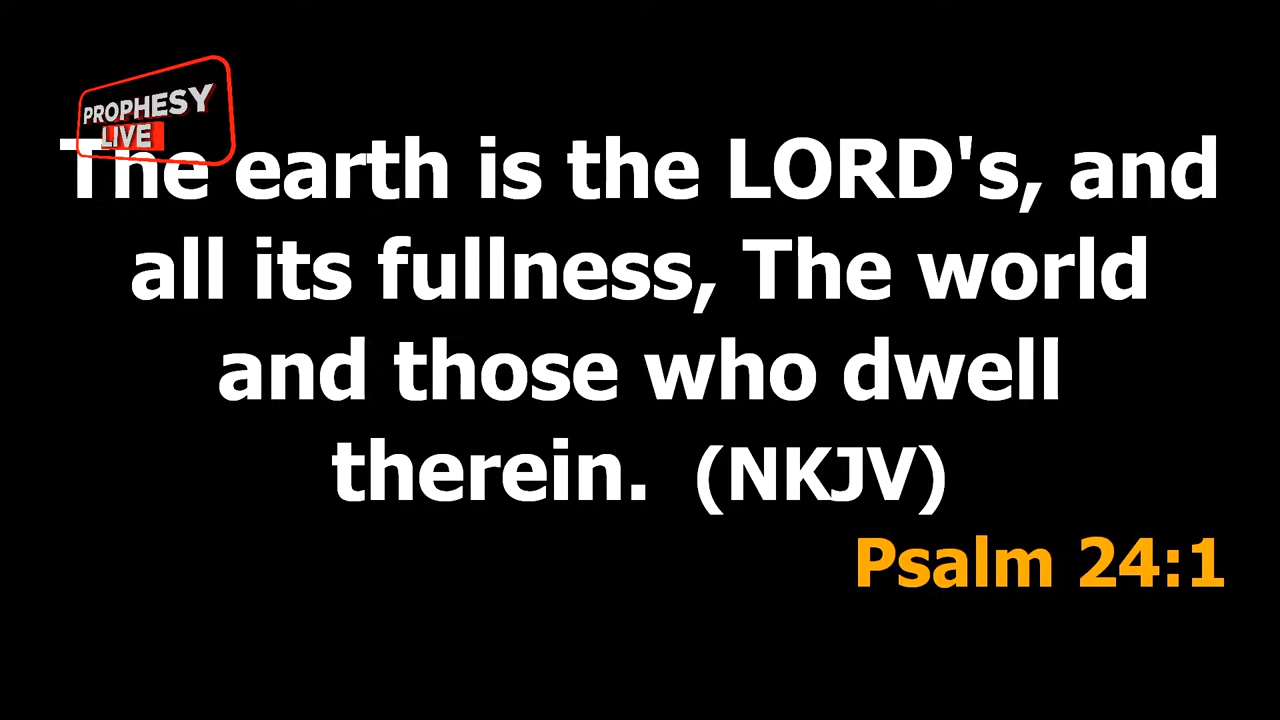 PROPHESY
LIVE
The earth is the LORD's, and
all its fullness, The world
and those who dwell
therein. (NKJV)
Psalm 24:1